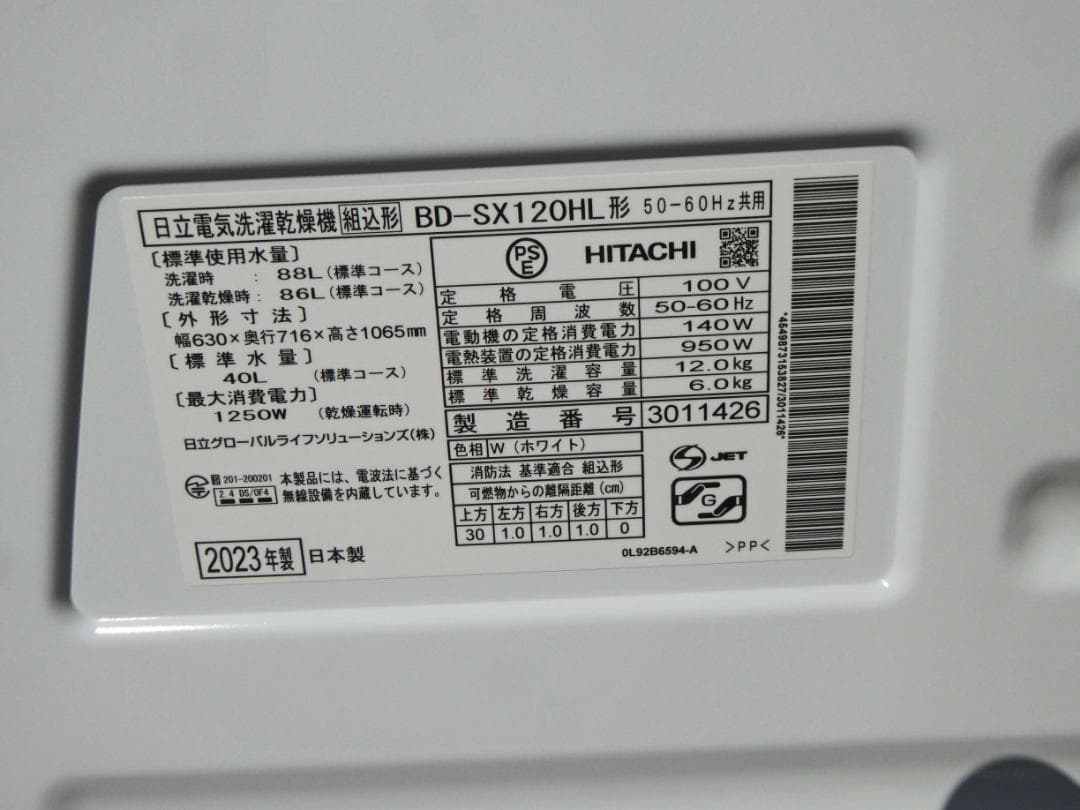 日立電気洗濯乾燥機 組込形 BD-SX120HL形 50-60Hz共用
[標準使用水量]
洗濯時 : 88L(標準コース)
洗濯乾燥時: 86L(標準コース)
[外形寸法]
幅630×奥行716×高さ1065mm
[標準水量]
40L (標準コース)
[最大消費電力]
1250W (乾燥運転時)
日立グローバルライフソリューションズ(株)
201-200201
2.4 DS/OF4
本製品には、電波法に基づく
無線設備を内蔵しています。
2023年製 日本製
PSE HITACHI
定格電圧 100V
定格周波数 50-60Hz
電動機の定格消費電力 140W
電熱装置の定格消費電力 950W
標準洗濯容量 12.0kg
標準乾燥容量 6.0kg
製造番号 3011426
色相 W(ホワイト)
消防法 基準適合 組込形
可燃物からの離隔距離(cm)
上方 左方 右方 後方 下方
30 1.0 1.0 1.0 0
S JET
G
0L92B6594-A >PP<
*4549873153827/3011426*